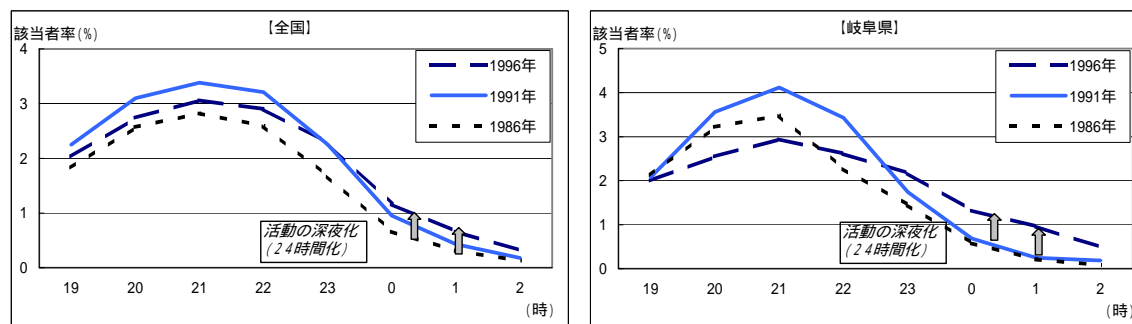 【全国】
該当者率(%)
4
3
2
1
0
1996年
1991年
1986年
活動の深夜化
(24時間化)
19 20 21 22 23 0 1 2
(時)
【岐阜県】
該当者率(%)
5
4
3
2
1
0
1996年
1991年
1986年
活動の深夜化
(24時間化)
19 20 21 22 23 0 1 2
(時)